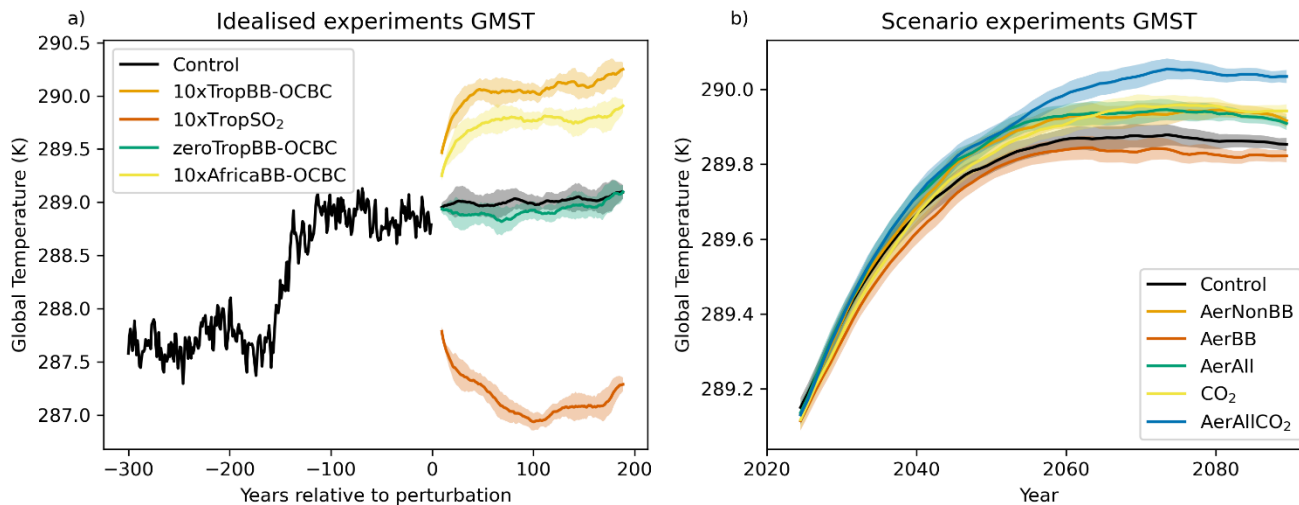 a) Idealised experiments GMST
Global Temperature (K)
290.5
290.0
289.5
289.0
288.5
288.0
287.5
287.0
Control
10xTropBB-OCBC
10xTropSO₂
zeroTropBB-OCBC
10xAfricaBB-OCBC
−300 −200 −100 0 100 200
Years relative to perturbation
b) Scenario experiments GMST
Global Temperature (K)
290.0
289.8
289.6
289.4
289.2
Control
AerNonBB
AerBB
AerAll
CO₂
AerAllCO₂
2020 2040 2060 2080
Year